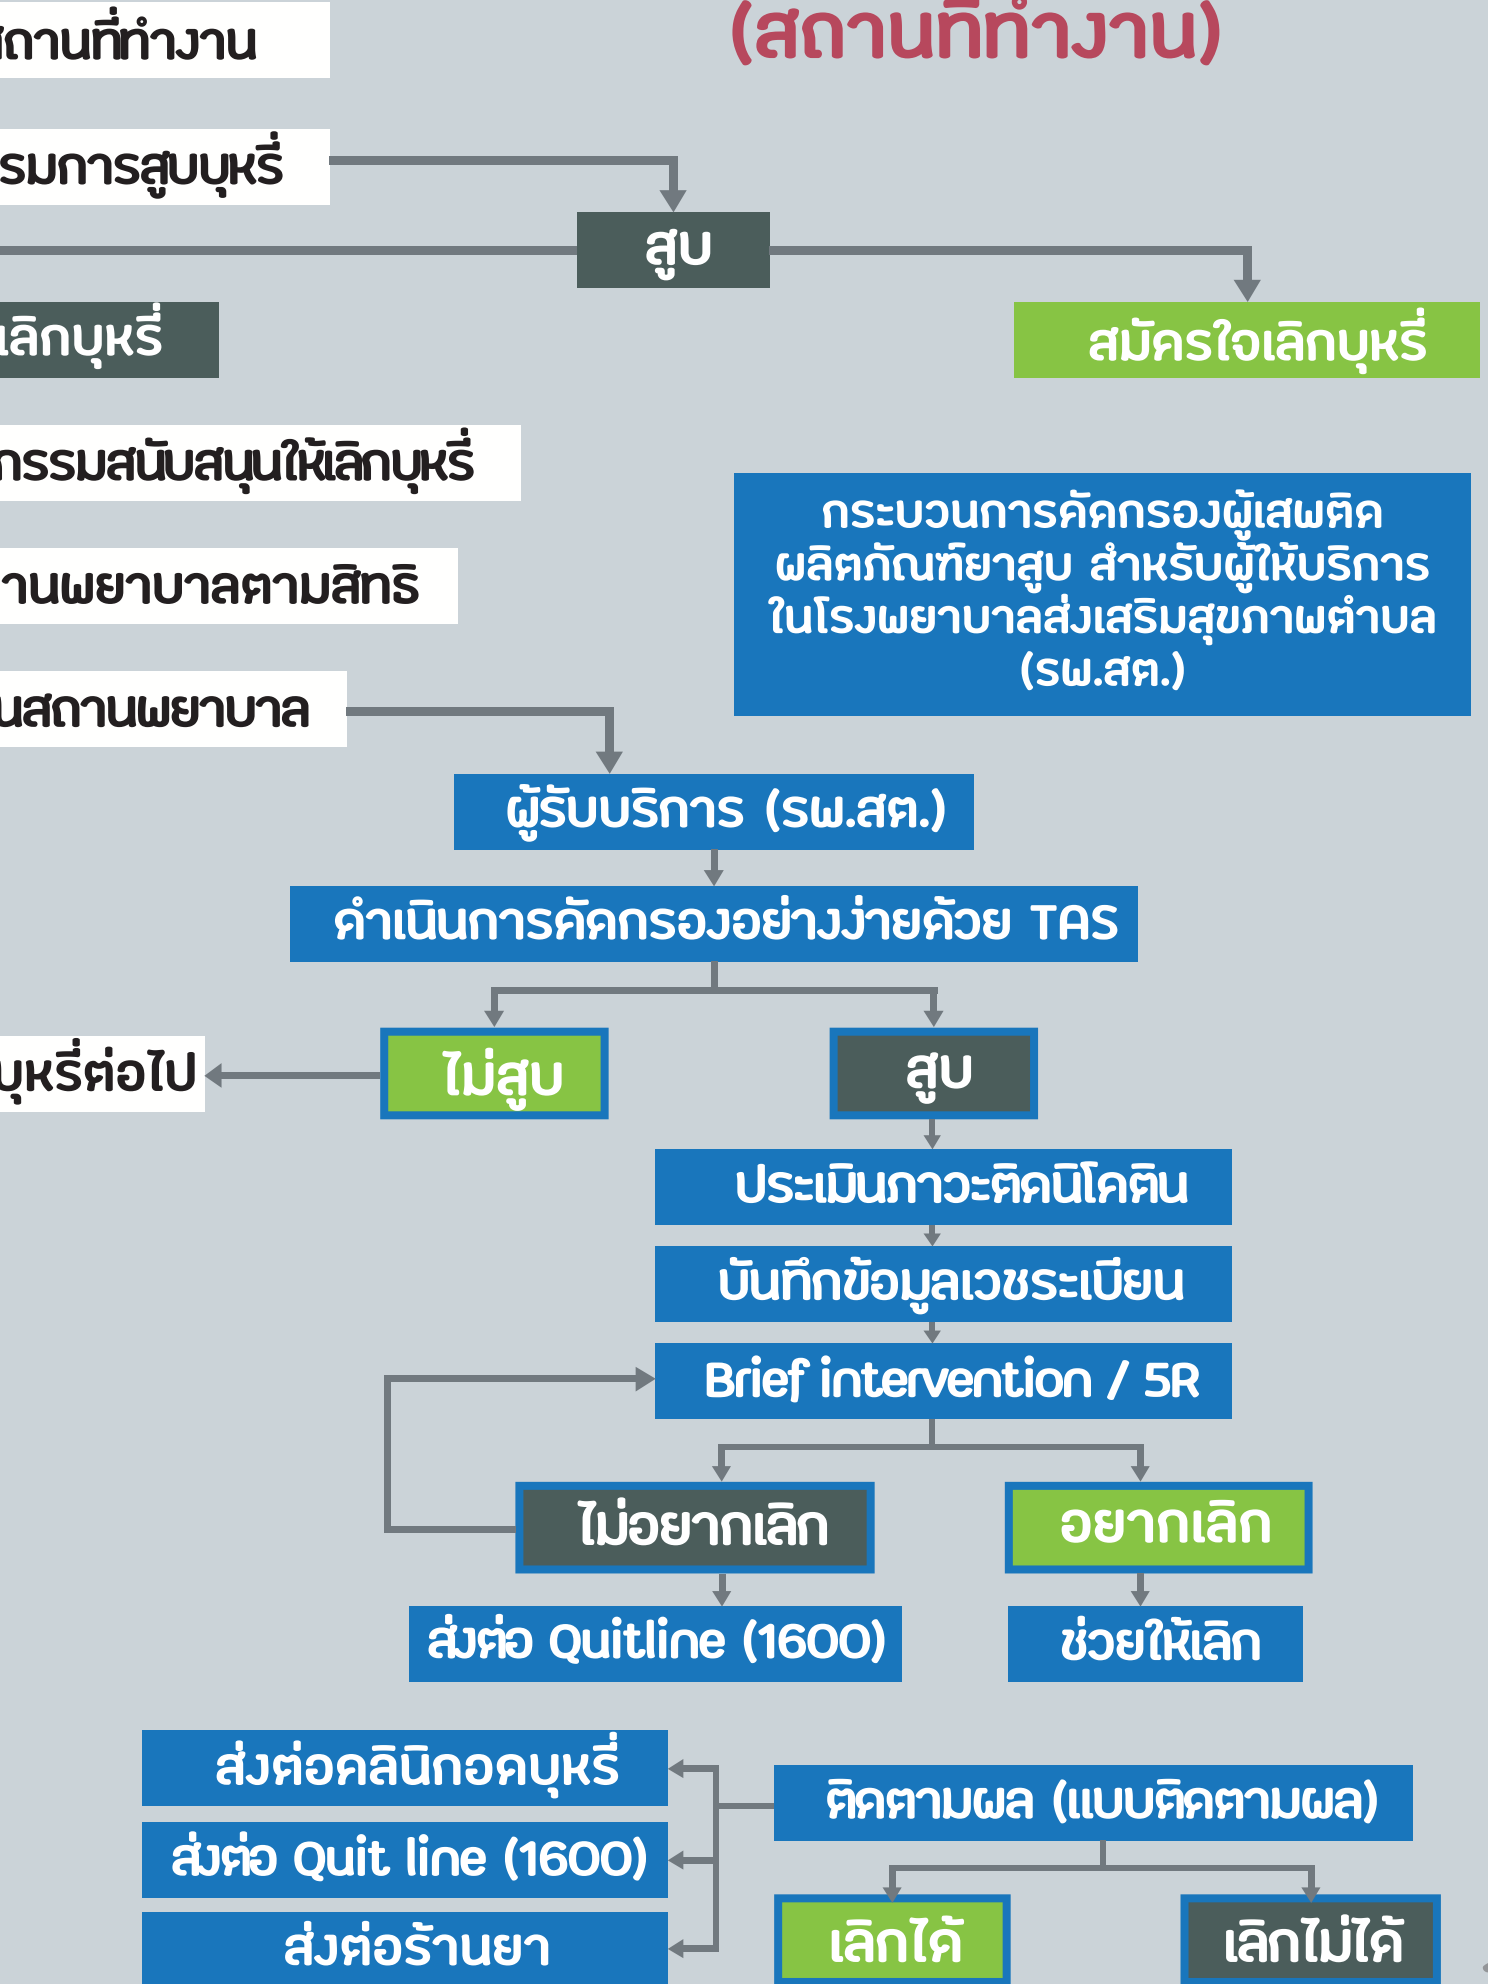 (สถานที่ทำงาน)
สถานที่ทำงาน
รมการสูบบุหรี่
สูบ
เลิกบุหรี่
สมัครใจเลิกบุหรี่
กรรมสนับสนุนให้เลิกบุหรี่
กระบวนการคัดกรองผู้เสพติด
ผลิตภัณฑ์ยาสูบ สำหรับผู้ให้บริการ
ในโรงพยาบาลส่งเสริมสุขภาพตำบล
(รพ.สต.)
านพยาบาลตามสิทธิ
นสถานพยาบาล
ผู้รับบริการ (รพ.สต.)
ดำเนินการคัดกรองอย่างง่ายด้วย TAS
บุหรี่ต่อไป
ไม่สูบ
สูบ
ประเมินภาวะติดนิโคติน
บันทึกข้อมูลเวชระเบียน
Brief intervention / 5R
ไม่อยากเลิก
อยากเลิก
ส่งต่อ Quitline (1600)
ช่วยให้เลิก
ส่งต่อคลินิกอดบุหรี่
ติดตามผล (แบบติดตามผล)
ส่งต่อ Quit line (1600)
ส่งต่อร้านยา
เลิกได้
เลิกไม่ได้